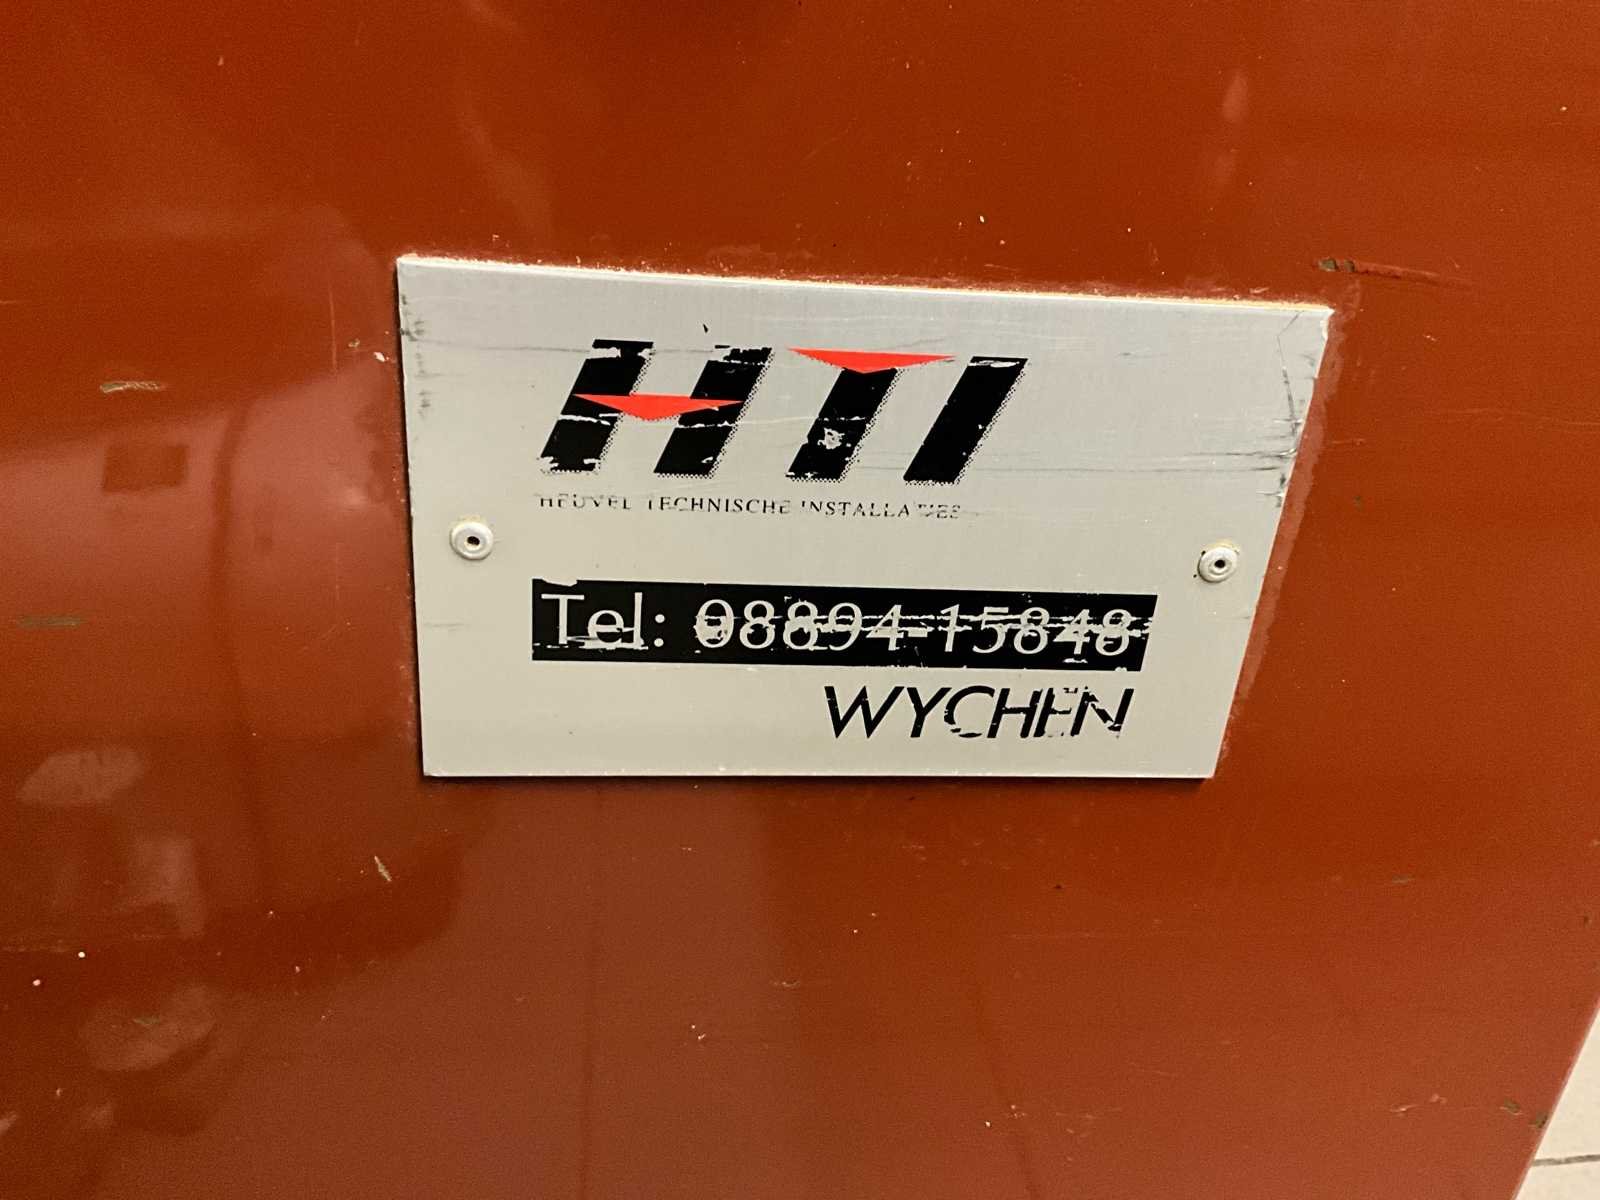 HTI
HEUVEL TECHNISCHE INSTALLATIES
Tel: 08894-15848
WYCHEN